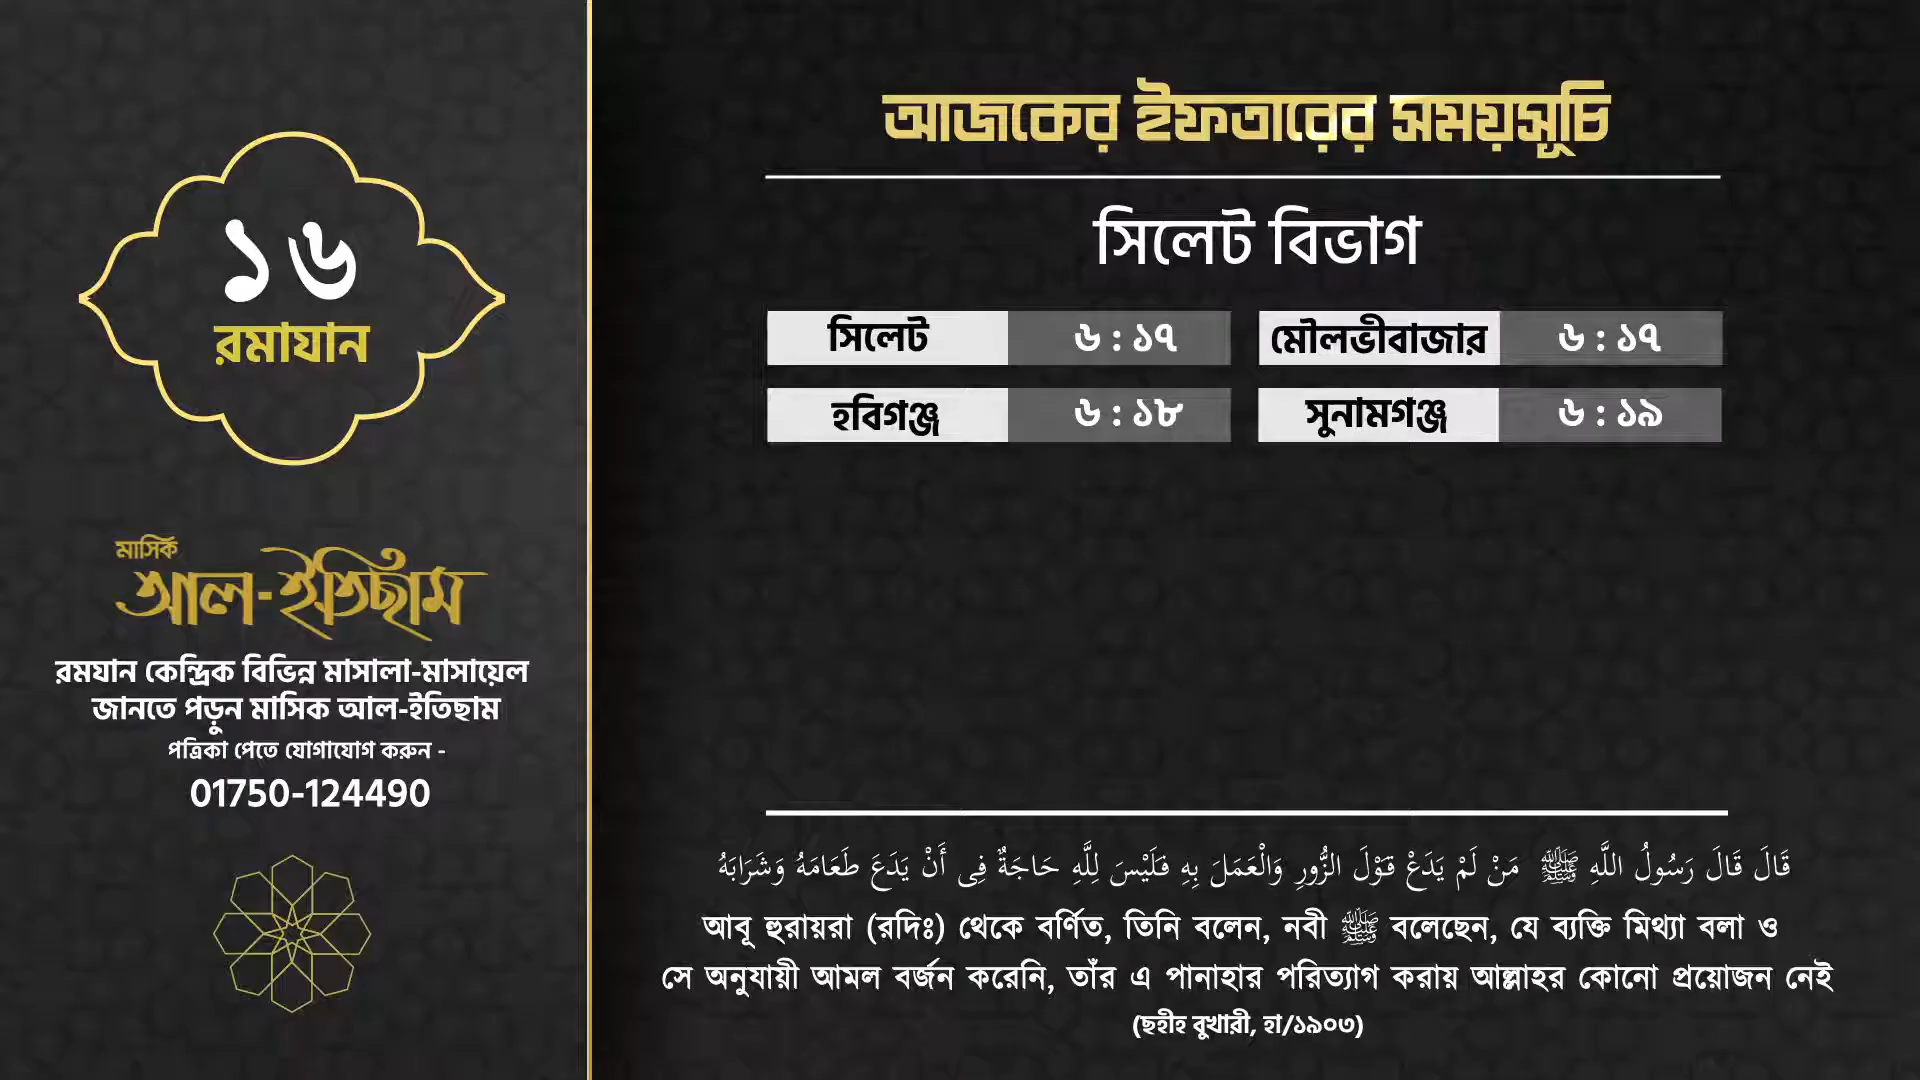 ১৬
রমাযান
মাসিক
আল-ইতিছাম
রমযান কেন্দ্রিক বিভিন্ন মাসালা-মাসায়েল
জানতে পড়ুন মাসিক আল-ইতিছাম
পত্রিকা পেতে যোগাযোগ করুন -
01750-124490
আজকের ইফতারের সময়সূচি
সিলেট বিভাগ
সিলেট ৬ : ১৭ মৌলভীবাজার ৬ : ১৭
হবিগঞ্জ ৬ : ১৮ সুনামগঞ্জ ৬ : ১৯
قَالَ قَالَ رَسُولُ اللَّهِ ﷺ مَنْ لَمْ يَدَعْ قَوْلَ الزُّورِ وَالْعَمَلَ بِهِ فَلَيْسَ لِلَّهِ حَاجَةٌ فِى أَنْ يَدَعَ طَعَامَهُ وَشَرَابَهُ
আবূ হুরায়রা (রদিঃ) থেকে বর্ণিত, তিনি বলেন, নবী ﷺ বলেছেন, যে ব্যক্তি মিথ্যা বলা ও
সে অনুযায়ী আমল বর্জন করেনি, তাঁর এ পানাহার পরিত্যাগ করায় আল্লাহর কোনো প্রয়োজন নেই
(ছহীহ বুখারী, হা/১৯০৩)